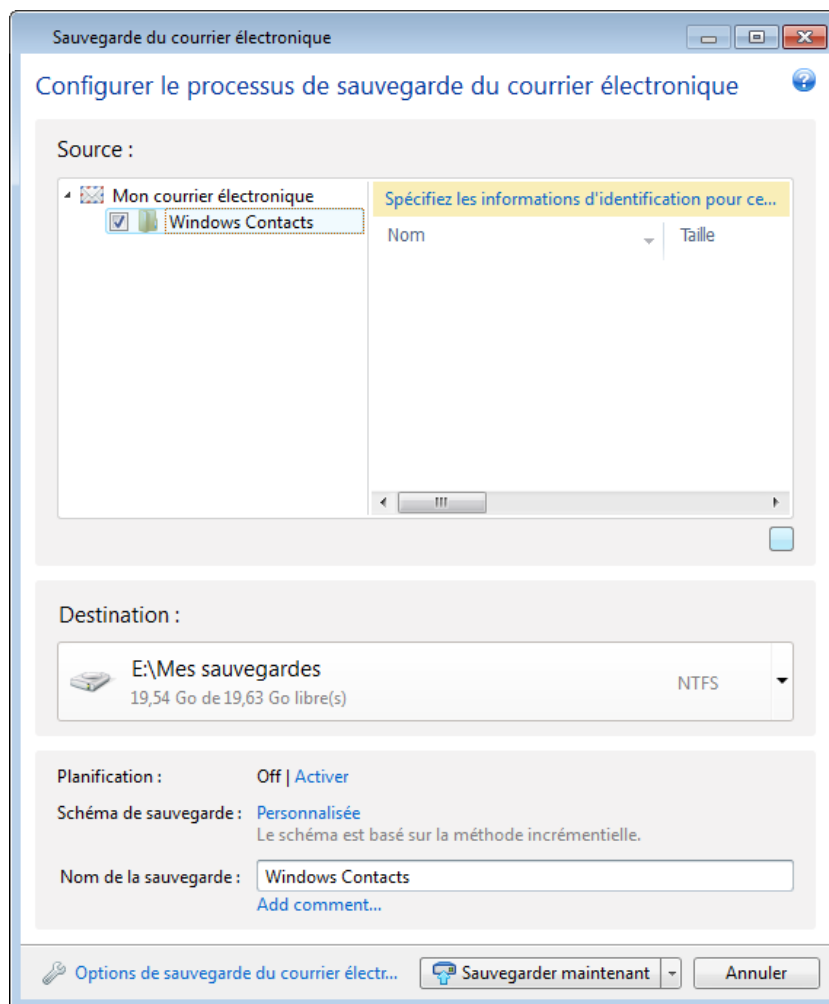 Sauvegarde du courrier électronique
Configurer le processus de sauvegarde du courrier électronique
Source :
Mon courrier électronique
Windows Contacts
Spécifiez les informations d'identification pour ce...
Nom
Taille
Destination :
E:\Mes sauvegardes
19,54 Go de 19,63 Go libre(s)
NTFS
Planification :
Off | Activer
Schéma de sauvegarde :
Personnalisée
Le schéma est basé sur la méthode incrémentielle.
Nom de la sauvegarde :
Windows Contacts
Add comment...
Options de sauvegarde du courrier électr...
Sauvegarder maintenant
Annuler